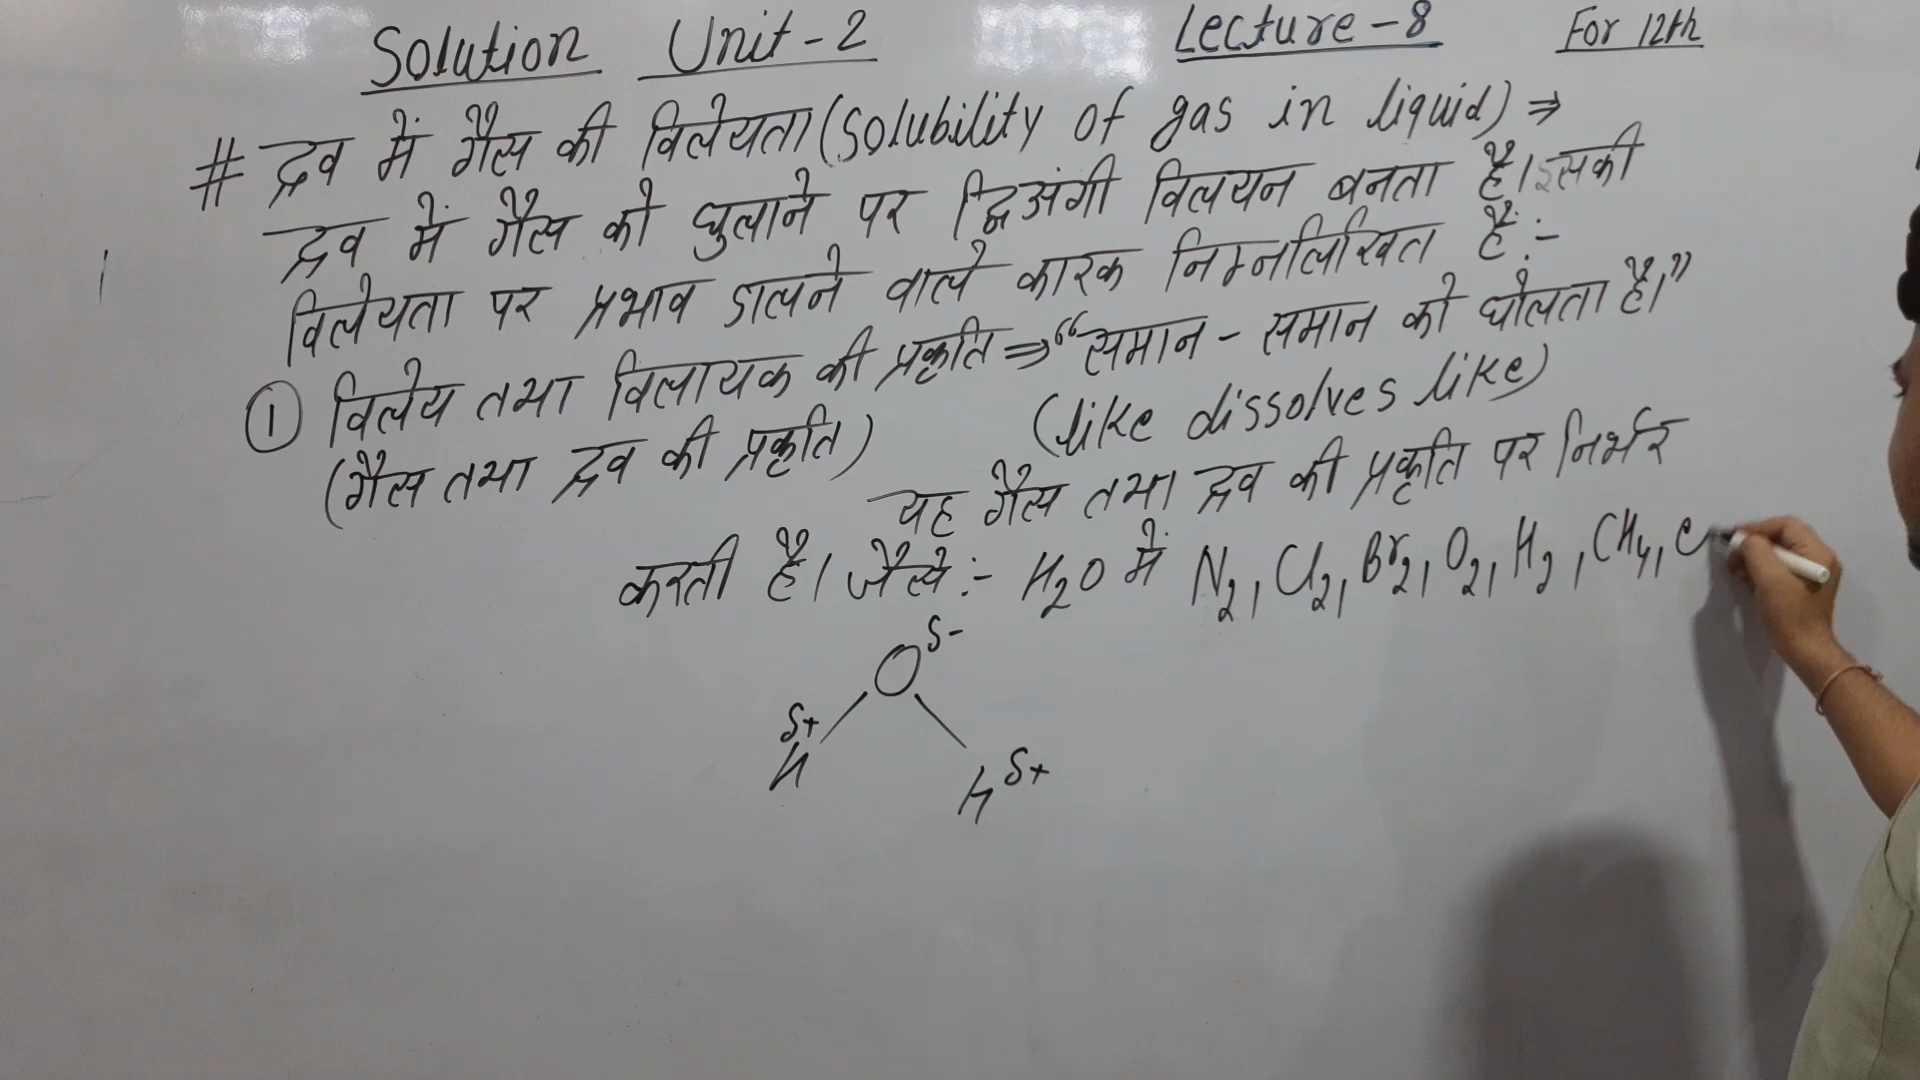 Solution Unit-2 Lecture-8 For 12th
# द्रव में गैस की विलेयता (Solubility of gas in liquid) ⇒
द्रव में गैस को घुलाने पर द्विअंगी विलयन बनता है। इसकी
विलेयता पर प्रभाव डालने वाले कारक निम्नलिखित हैं:-
① विलेय तथा विलायक की प्रकृति ⇒ “समान - समान को घोलता है।”
(गैस तथा द्रव की प्रकृति) (like dissolves like)
यह गैस तथा द्रव की प्रकृति पर निर्भर
करती है। जैसे:- H₂O में N₂, Cl₂, Br₂, O₂, H₂, CH₄, C
O δ-
δ+ H
H δ+